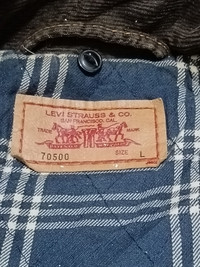 LEVI STRAUSS & CO.
SAN FRANCISCO, CAL.
TRADE MARK
70500 SIZE L